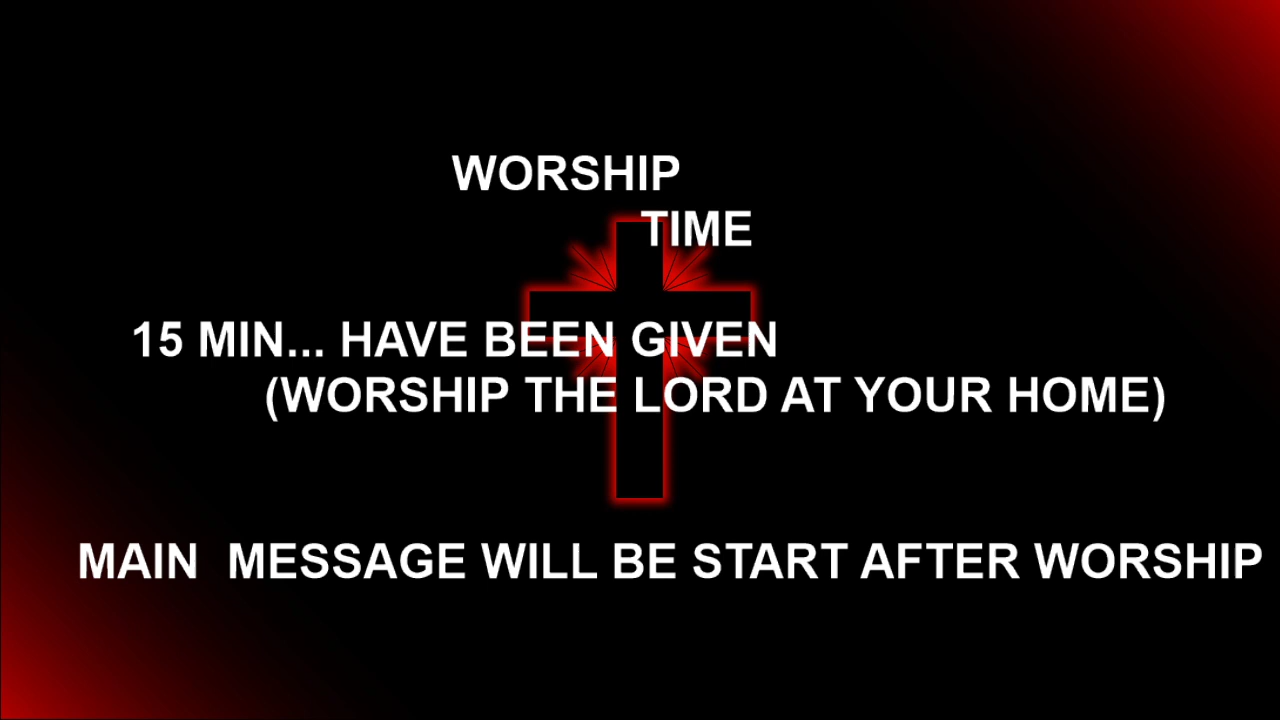 WORSHIP
TIME
15 MIN... HAVE BEEN GIVEN
(WORSHIP THE LORD AT YOUR HOME)
MAIN  MESSAGE WILL BE START AFTER WORSHIP